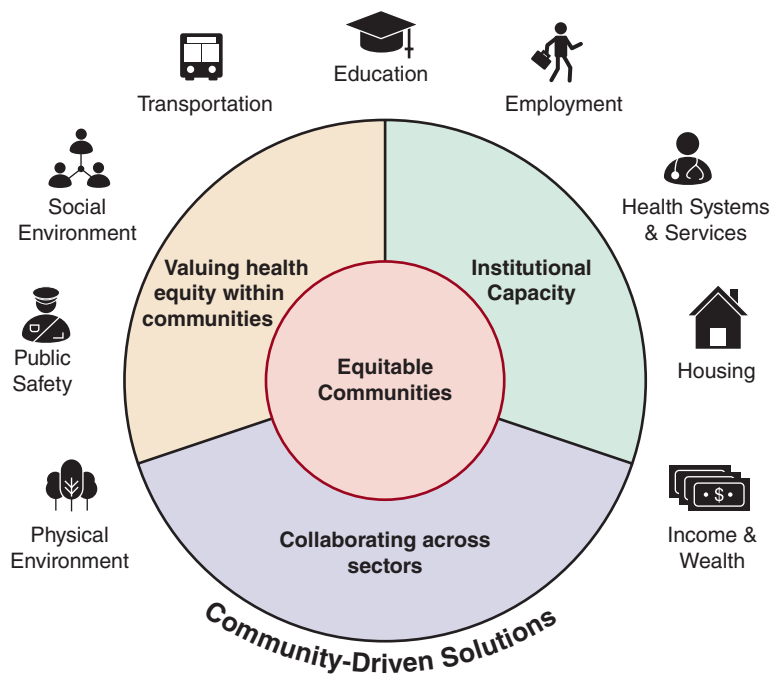 Education
Transportation
Employment
Social
Environment
Health Systems
& Services
Valuing health
equity within
communities
Institutional
Capacity
Public
Safety
Housing
Equitable
Communities
Physical
Environment
$
Income &
Wealth
Collaborating across
sectors
Community-Driven Solutions